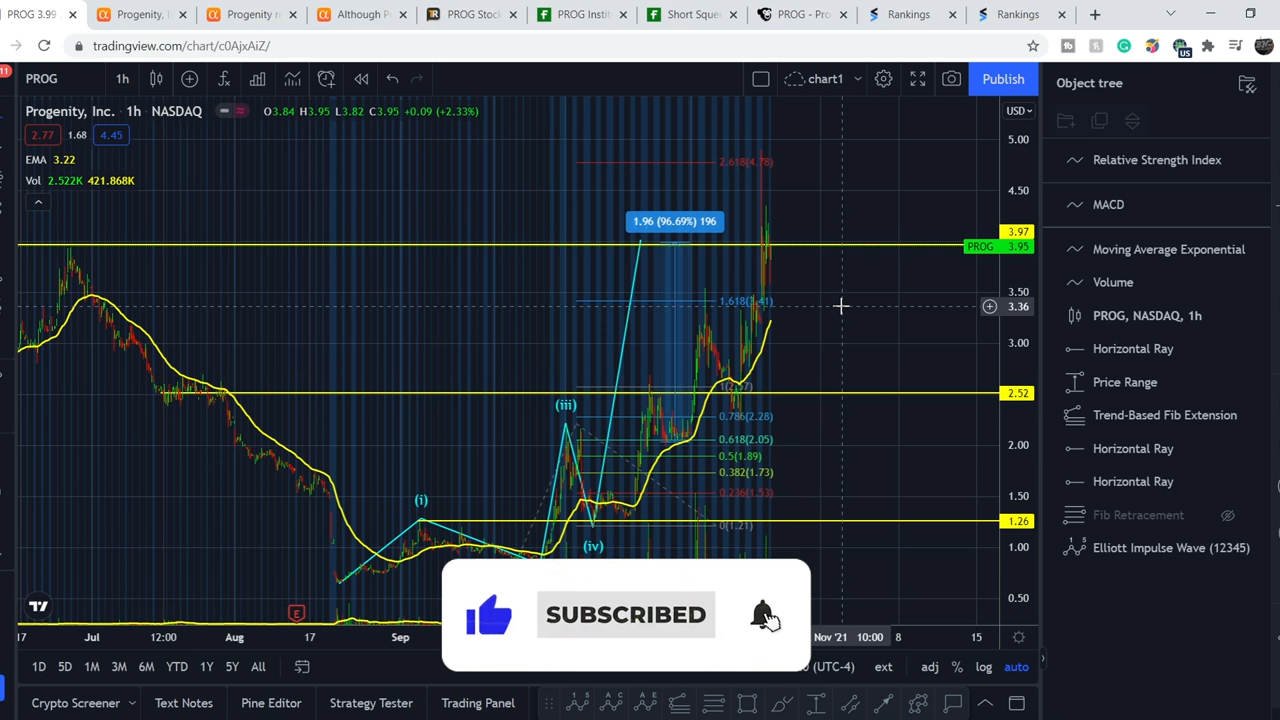 PROG 3.99
Progenity, I
Progenity re
Although P
PROG Stock
PROG Instit
Short Sque
PROG - Pro
Rankings
Rankings
tradingview.com/chart/c0AjxAiZ/
US
11
PROG
1h
chart1
Publish
Object tree
Progenity, Inc. · 1h · NASDAQ
O3.84 H3.95 L3.82 C3.95 +0.09 (+2.33%)
USD
2.77 1.68 4.45
EMA 3.22
Vol 2.522K 421.868K
5.00
4.50
3.97
PROG 3.95
3.50
3.36
3.00
2.52
2.00
1.50
1.26
1.00
0.50
2.618(4.78)
1.96 (96.69%) 196
1.618(3.41)
0.786(2.28)
0.618(2.05)
0.5(1.89)
0.382(1.73)
0.236(1.53)
0(1.21)
(iii)
(i)
(iv)
Relative Strength Index
MACD
Moving Average Exponential
Volume
PROG, NASDAQ, 1h
Horizontal Ray
Price Range
Trend-Based Fib Extension
Horizontal Ray
Horizontal Ray
Fib Retracement
Elliott Impulse Wave (12345)
SUBSCRIBED
E
17 Jul 12:00 Aug 17 Sep Nov '21 10:00 8 15
1D 5D 1M 3M 6M YTD 1Y 5Y All
(UTC-4) ext adj % log auto
Crypto Screener Text Notes Pine Editor Strategy Tester Trading Panel